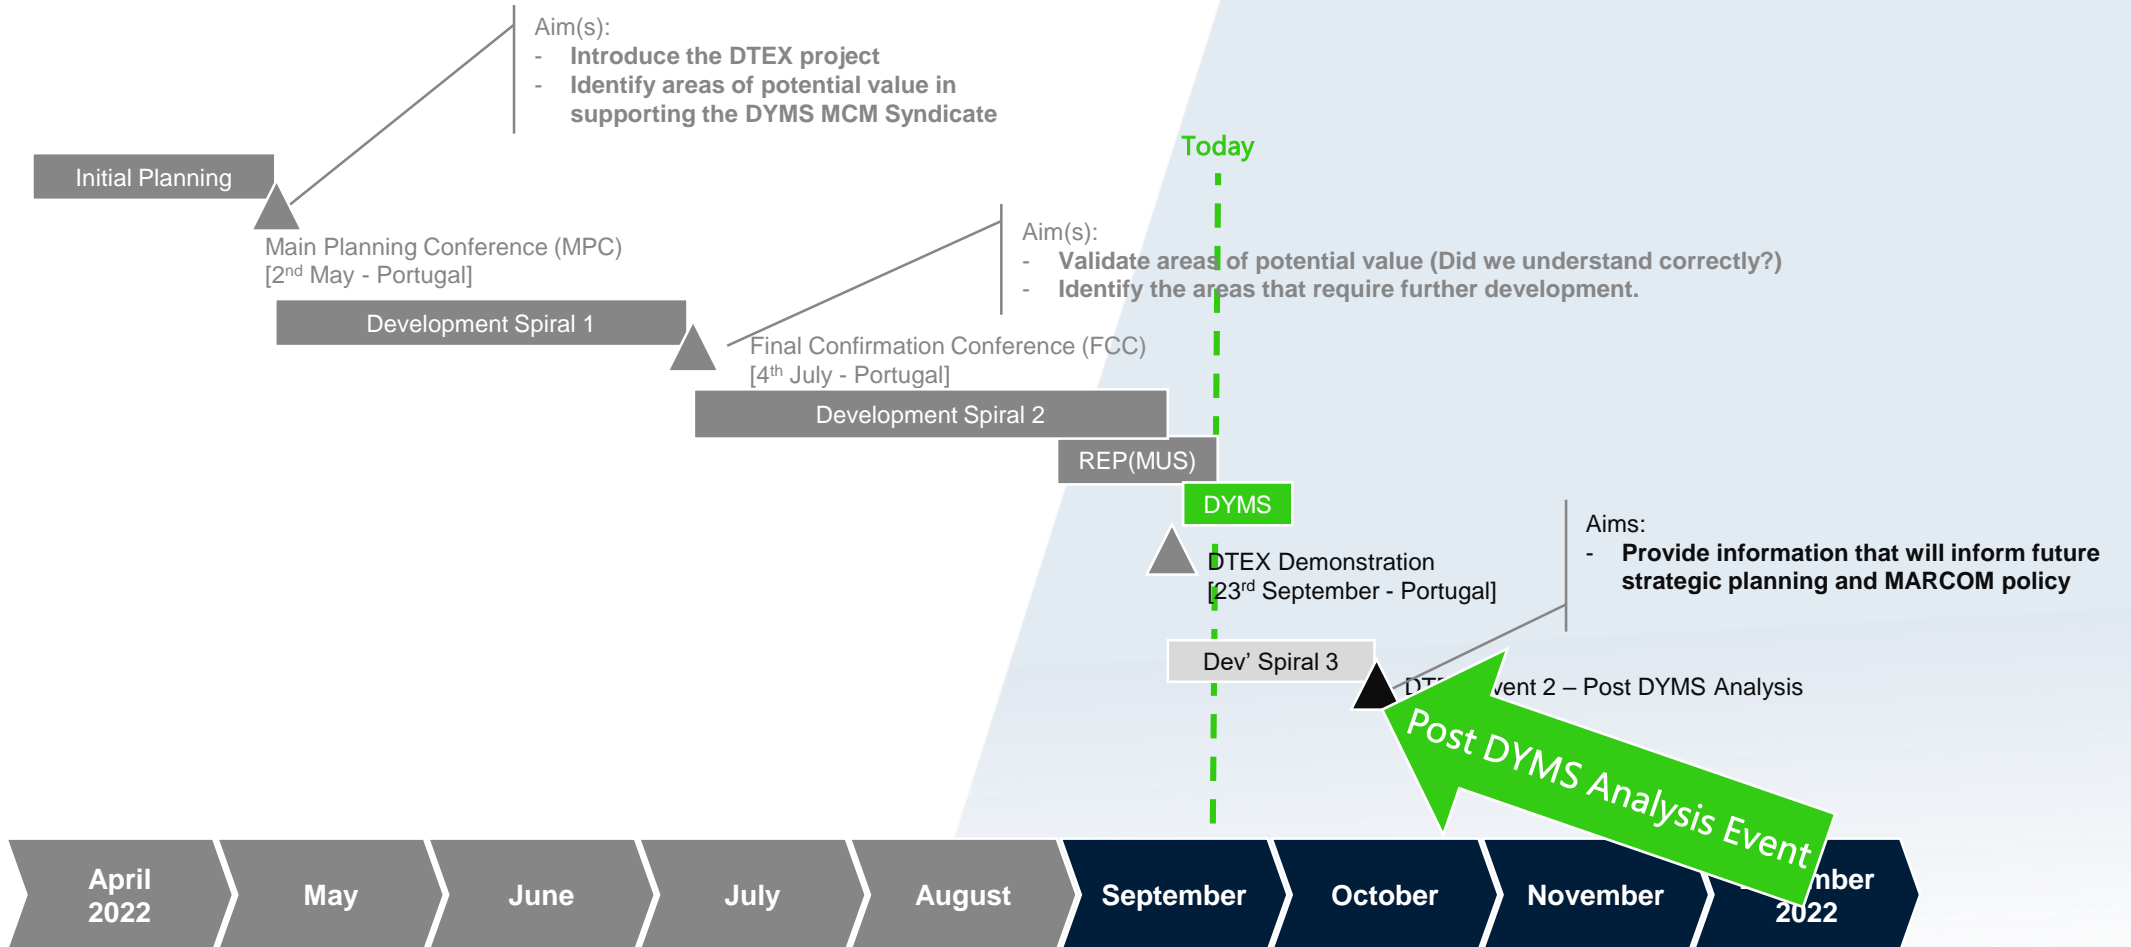 Aim(s):
- Introduce the DTEX project
- Identify areas of potential value in
supporting the DYMS MCM Syndicate
Today
Initial Planning
Main Planning Conference (MPC)
[2nd May - Portugal]
Aim(s):
- Validate areas of potential value (Did we understand correctly?)
- Identify the areas that require further development.
Development Spiral 1
Final Confirmation Conference (FCC)
[4th July - Portugal]
Development Spiral 2
REP(MUS)
DYMS
Aims:
- Provide information that will inform future
strategic planning and MARCOM policy
DTEX Demonstration
[23rd September - Portugal]
Dev' Spiral 3
2 – Post DYMS Analysis
Post DYMS Analysis Event
April
2022
May
June
July
August
September
October
November
2022